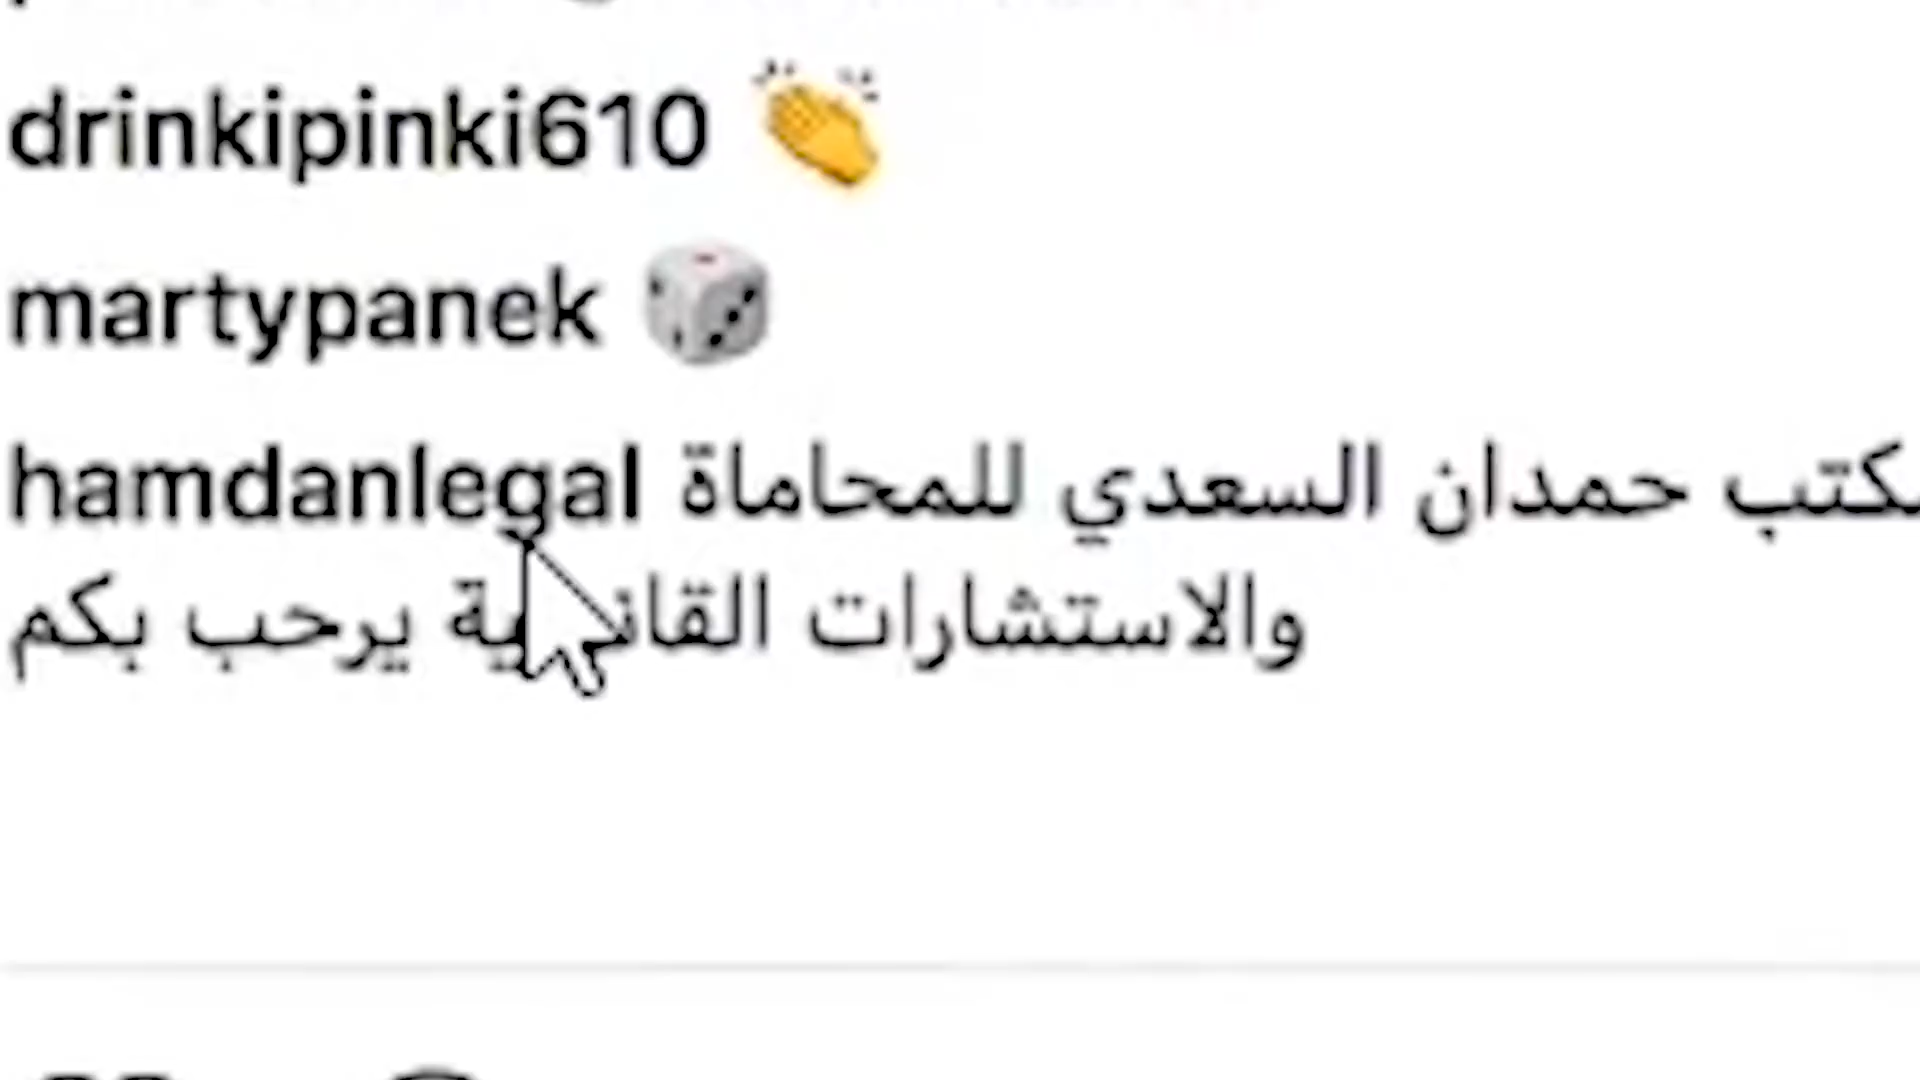 drinkipinki610 👏
martypanek 🎲
hamdanlegal حمدان السعدي للمحاماة
والاستشارات يرحب بكم